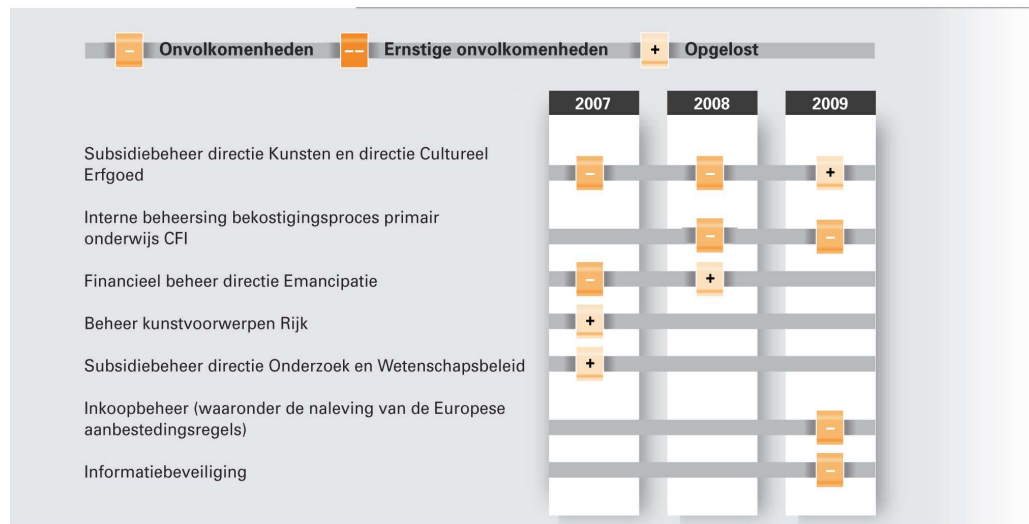 – Onvolkomenheden –– Ernstige onvolkomenheden + Opgelost
2007 2008 2009
Subsidiebeheer directie Kunsten en directie Cultureel
Erfgoed – – +
Interne beheersing bekostigingsproces primair
onderwijs CFI – –
Financieel beheer directie Emancipatie – +
Beheer kunstvoorwerpen Rijk +
Subsidiebeheer directie Onderzoek en Wetenschapsbeleid +
Inkoopbeheer (waaronder de naleving van de Europese
aanbestedingsregels) –
Informatiebeveiliging –